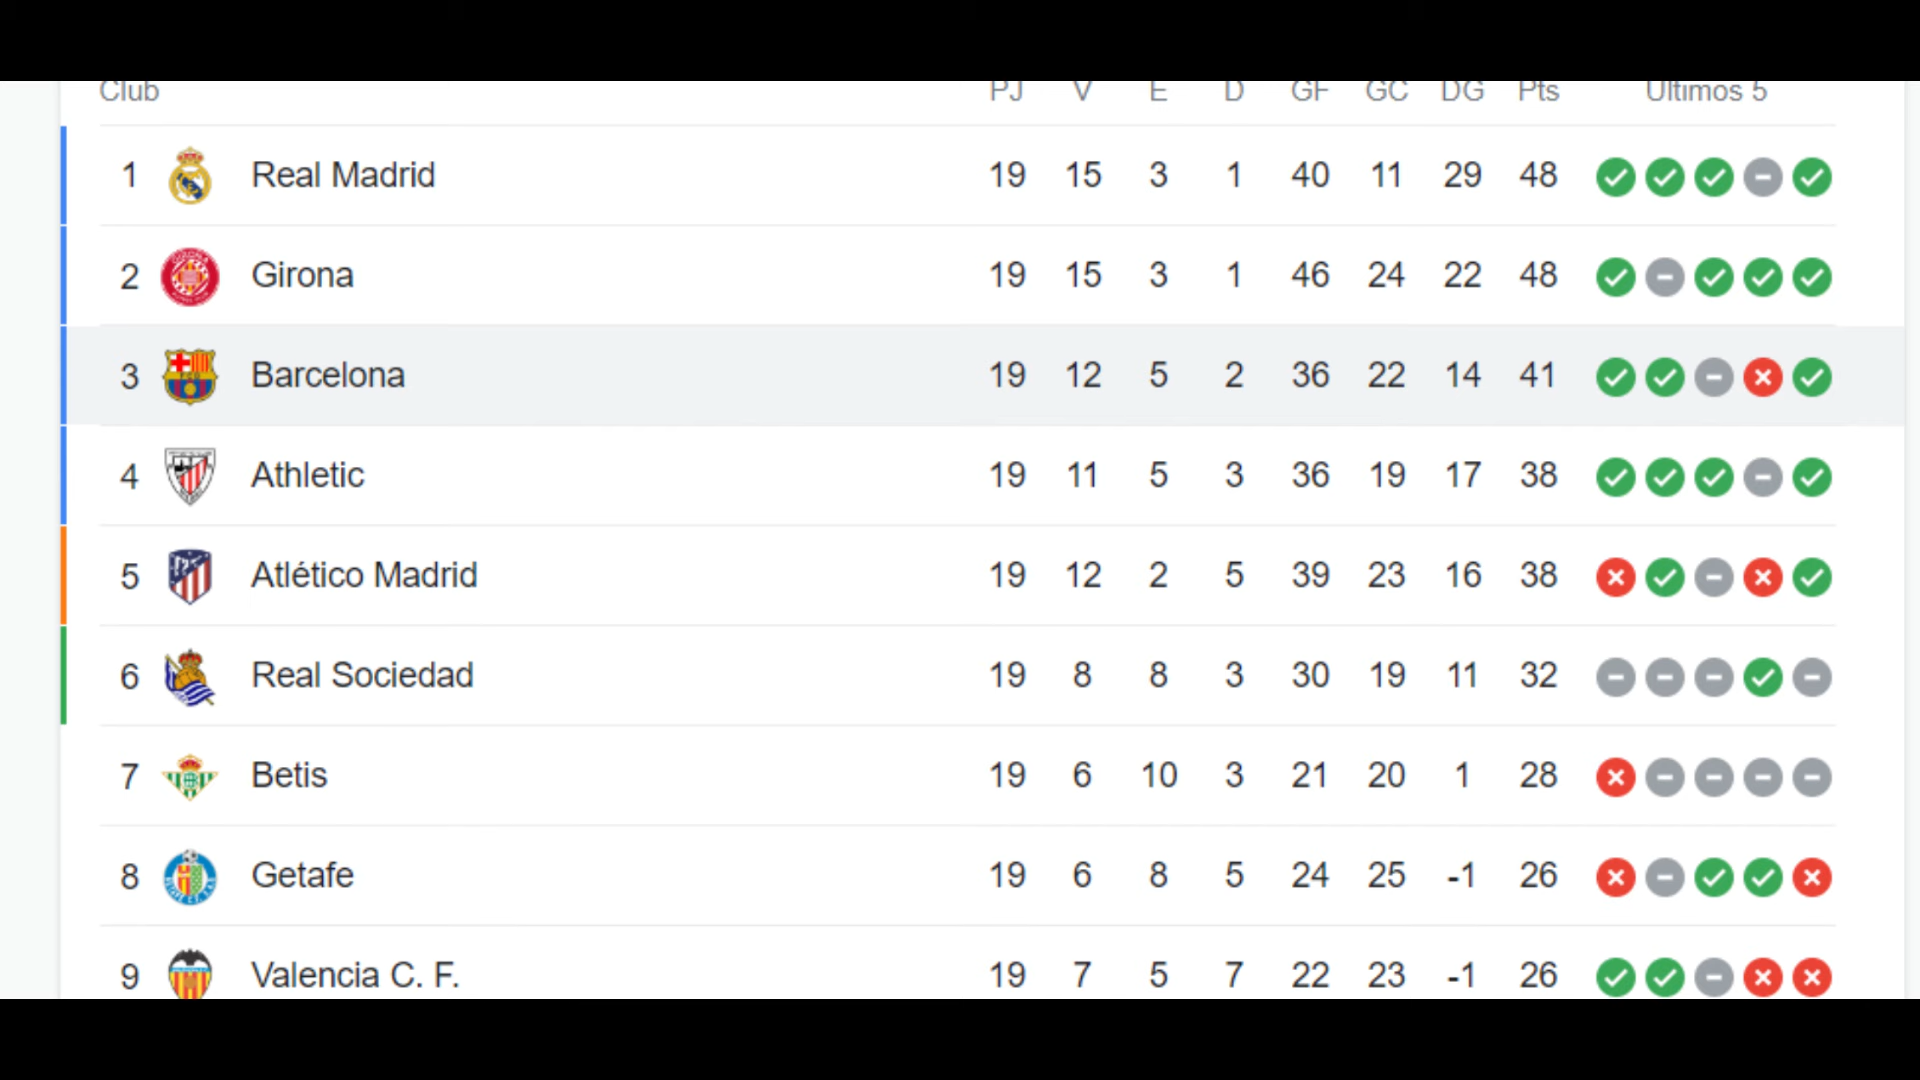 Club PJ V E D GF GC DG Pts Últimos 5
1 Real Madrid 19 15 3 1 40 11 29 48
2 Girona 19 15 3 1 46 24 22 48
3 Barcelona 19 12 5 2 36 22 14 41
4 Athletic 19 11 5 3 36 19 17 38
5 Atlético Madrid 19 12 2 5 39 23 16 38
6 Real Sociedad 19 8 8 3 30 19 11 32
7 Betis 19 6 10 3 21 20 1 28
8 Getafe 19 6 8 5 24 25 -1 26
9 Valencia C. F. 19 7 5 7 22 23 -1 26